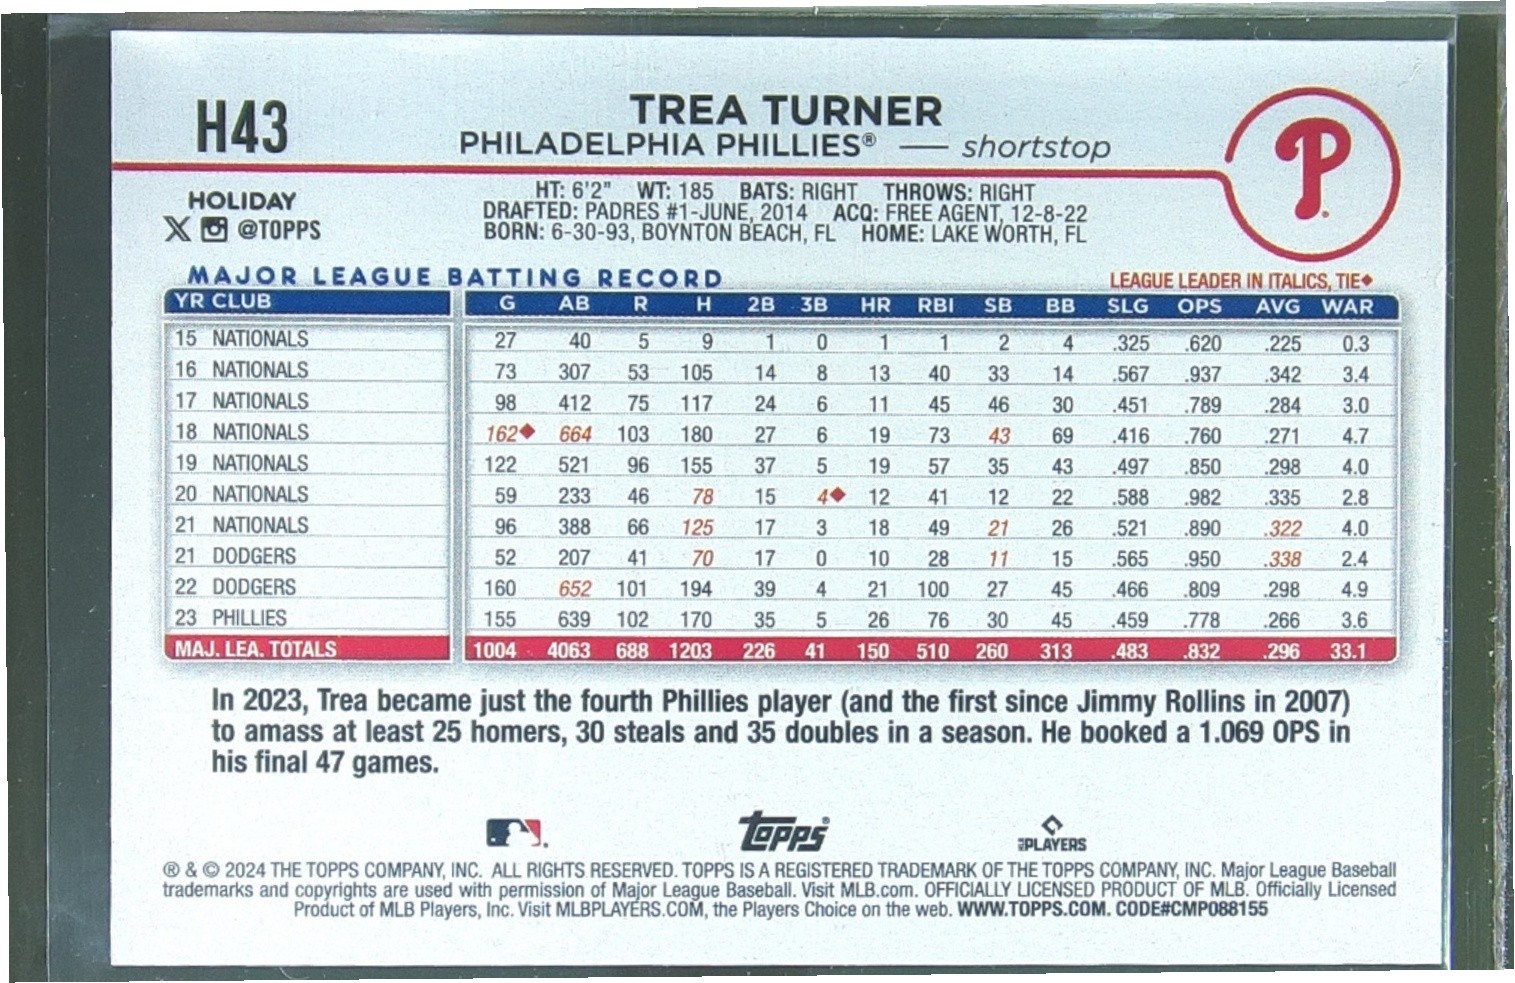 H43
TREA TURNER
PHILADELPHIA PHILLIES® — shortstop
P
HOLIDAY
@TOPPS
HT: 6'2" WT: 185 BATS: RIGHT THROWS: RIGHT
DRAFTED: PADRES #1-JUNE, 2014 ACQ: FREE AGENT, 12-8-22
BORN: 6-30-93, BOYNTON BEACH, FL HOME: LAKE WORTH, FL
MAJOR LEAGUE BATTING RECORD
LEAGUE LEADER IN ITALICS, TIE◆
YR CLUB G AB R H 2B 3B HR RBI SB BB SLG OPS AVG WAR
15 NATIONALS 27 40 5 9 1 0 1 1 2 4 .325 .620 .225 0.3
16 NATIONALS 73 307 53 105 14 8 13 40 33 14 .567 .937 .342 3.4
17 NATIONALS 98 412 75 117 24 6 11 45 46 30 .451 .789 .284 3.0
18 NATIONALS 162◆ 664 103 180 27 6 19 73 43 69 .416 .760 .271 4.7
19 NATIONALS 122 521 96 155 37 5 19 57 35 43 .497 .850 .298 4.0
20 NATIONALS 59 233 46 78 15 4◆ 12 41 12 22 .588 .982 .335 2.8
21 NATIONALS 96 388 66 125 17 3 18 49 21 26 .521 .890 .322 4.0
21 DODGERS 52 207 41 70 17 0 10 28 11 15 .565 .950 .338 2.4
22 DODGERS 160 652 101 194 39 4 21 100 27 45 .466 .809 .298 4.9
23 PHILLIES 155 639 102 170 35 5 26 76 30 45 .459 .778 .266 3.6
MAJ. LEA. TOTALS 1004 4063 688 1203 226 41 150 510 260 313 .483 .832 .296 33.1
In 2023, Trea became just the fourth Phillies player (and the first since Jimmy Rollins in 2007)
to amass at least 25 homers, 30 steals and 35 doubles in a season. He booked a 1.069 OPS in
his final 47 games.
topps
PLAYERS
® & © 2024 THE TOPPS COMPANY, INC. ALL RIGHTS RESERVED. TOPPS IS A REGISTERED TRADEMARK OF THE TOPPS COMPANY, INC. Major League Baseball
trademarks and copyrights are used with permission of Major League Baseball. Visit MLB.com. OFFICIALLY LICENSED PRODUCT OF MLB. Officially Licensed
Product of MLB Players, Inc. Visit MLBPLAYERS.COM, the Players Choice on the web. WWW.TOPPS.COM. CODE#CMP088155